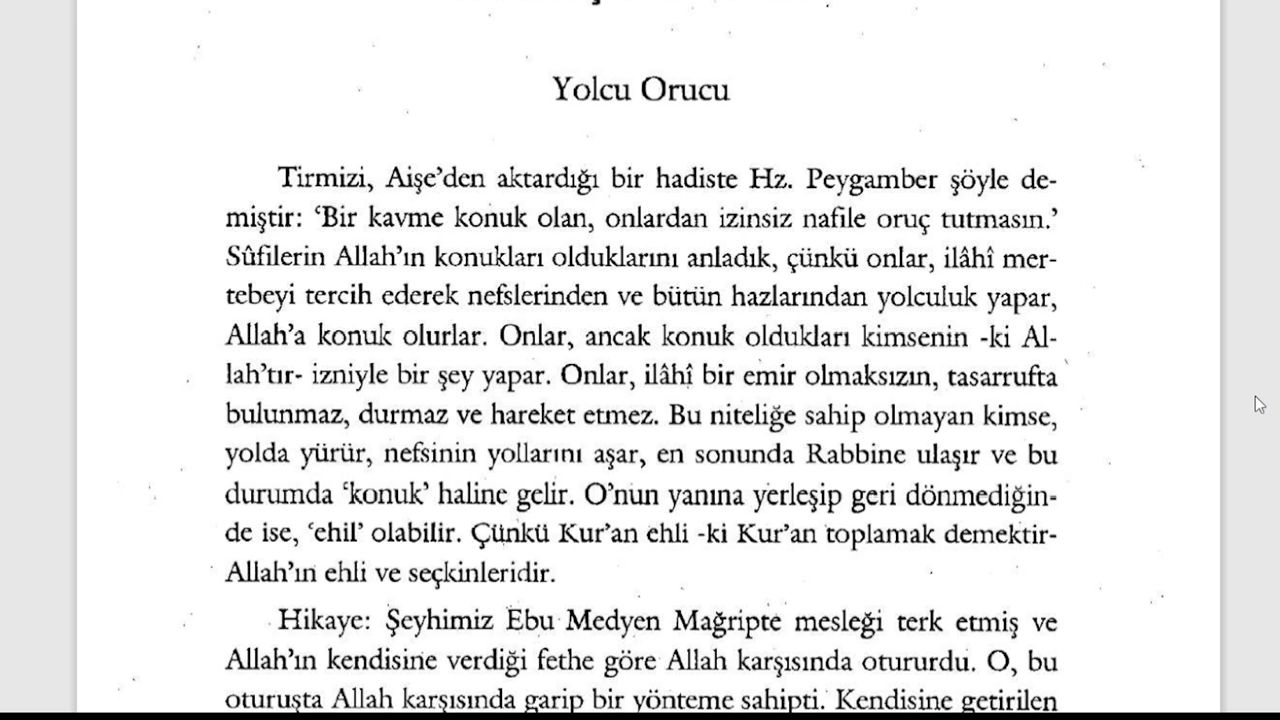 Yolcu Orucu
Tirmizi, Aişe’den aktardığı bir hadiste Hz. Peygamber şöyle de-
miştir: ‘Bir kavme konuk olan, onlardan izinsiz nafile oruç tutmasın.’
Sûfilerin Allah’ın konukları olduklarını anladık, çünkü onlar, ilâhî mer-
tebeyi tercih ederek nefslerinden ve bütün hazlarından yolculuk yapar,
Allah’a konuk olurlar. Onlar, ancak konuk oldukları kimsenin -ki Al-
lah’tır- izniyle bir şey yapar. Onlar, ilâhî bir emir olmaksızın, tasarrufta
bulunmaz, durmaz ve hareket etmez. Bu niteliğe sahip olmayan kimse,
yolda yürür, nefsinin yollarını aşar, en sonunda Rabbine ulaşır ve bu
durumda ‘konuk’ haline gelir. O’nun yanına yerleşip geri dönmediğin-
de ise, ‘ehil’ olabilir. Çünkü Kur’an ehli -ki Kur’an toplamak demektir-
Allah’ın ehli ve seçkinleridir.
Hikaye: Şeyhimiz Ebu Medyen Mağripte mesleği terk etmiş ve
Allah’ın kendisine verdiği fethe göre Allah karşısında otururdu. O, bu
oturuşta Allah karşısında garip bir yönteme sahipti. Kendisine getirilen